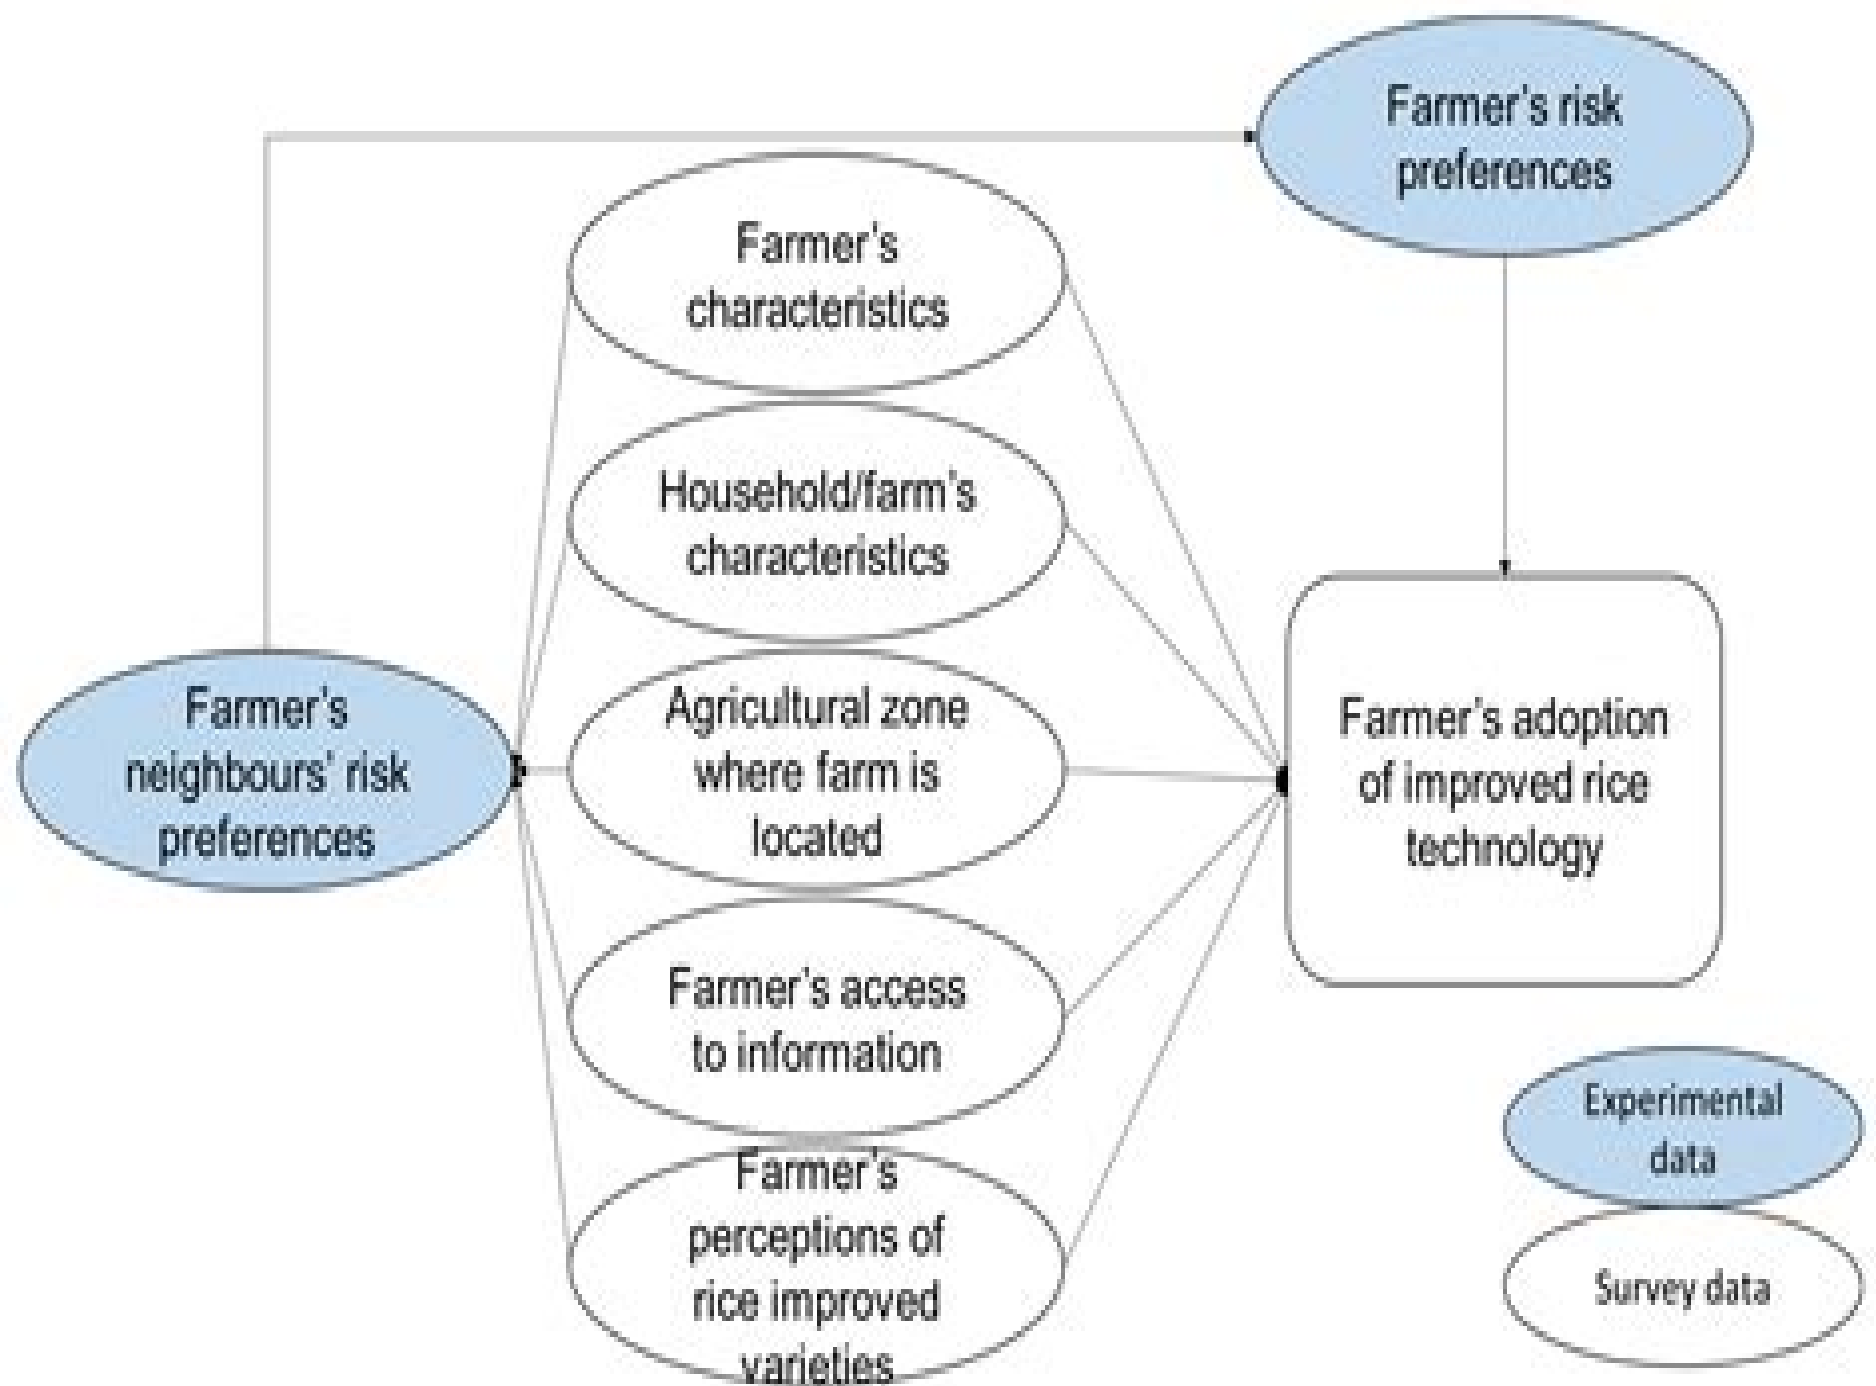 Farmer's risk
preferences
Farmer's
characteristics
Household/farm's
characteristics
Farmer's
neighbours' risk
preferences
Agricultural zone
where farm is
located
Farmer's adoption
of improved rice
technology
Farmer's access
to information
Farmer's
perceptions of
rice improved
varieties
Experimental
data
Survey data